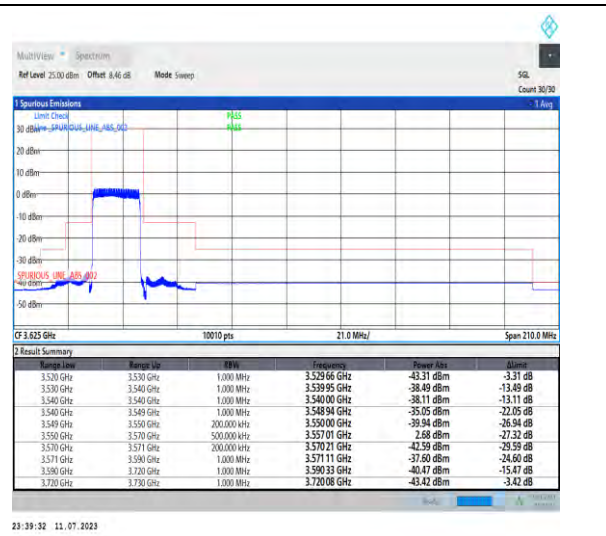 MultiView Spectrum
Ref Level 25.00 dBm Offset 8.46 dB Mode Sweep SGL
Count 30/30
1 Spurious Emissions 1 Avg
Limit Check PASS
30 dBm Line _SPURIOUS_LINE_ABS_002 PASS
20 dBm
10 dBm
0 dBm
-10 dBm
-20 dBm
-30 dBm
_SPURIOUS_LINE_ABS_002
-40 dBm
-50 dBm
CF 3.625 GHz 10010 pts 21.0 MHz/ Span 210.0 MHz
2 Result Summary
Range Low Range Up RBW Frequency Power Abs ΔLimit
3.520 GHz 3.530 GHz 1.000 MHz 3.52966 GHz -43.31 dBm -3.31 dB
3.530 GHz 3.540 GHz 1.000 MHz 3.53995 GHz -38.49 dBm -13.49 dB
3.540 GHz 3.540 GHz 1.000 MHz 3.54000 GHz -38.11 dBm -13.11 dB
3.540 GHz 3.549 GHz 1.000 MHz 3.54894 GHz -35.05 dBm -22.05 dB
3.549 GHz 3.550 GHz 200.000 kHz 3.55000 GHz -39.94 dBm -26.94 dB
3.550 GHz 3.570 GHz 500.000 kHz 3.55701 GHz 2.68 dBm -27.32 dB
3.570 GHz 3.571 GHz 200.000 kHz 3.57021 GHz -42.59 dBm -29.59 dB
3.571 GHz 3.590 GHz 1.000 MHz 3.57111 GHz -37.60 dBm -24.60 dB
3.590 GHz 3.720 GHz 1.000 MHz 3.59033 GHz -40.47 dBm -15.47 dB
3.720 GHz 3.730 GHz 1.000 MHz 3.72008 GHz -43.42 dBm -3.42 dB
23:39:32 11.07.2023